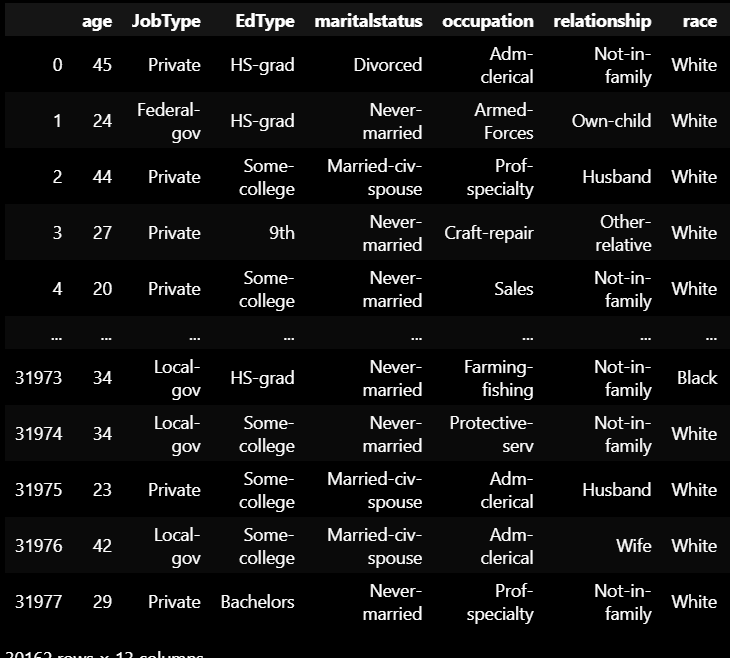 age JobType EdType maritalstatus occupation relationship race
0 45 Private HS-grad Divorced Adm-clerical Not-in-family White
1 24 Federal-gov HS-grad Never-married Armed-Forces Own-child White
2 44 Private Some-college Married-civ-spouse Prof-specialty Husband White
3 27 Private 9th Never-married Craft-repair Other-relative White
4 20 Private Some-college Never-married Sales Not-in-family White
... ... ... ... ... ... ... ...
31973 34 Local-gov HS-grad Never-married Farming-fishing Not-in-family Black
31974 34 Local-gov Some-college Never-married Protective-serv Not-in-family White
31975 23 Private Some-college Married-civ-spouse Adm-clerical Husband White
31976 42 Local-gov Some-college Married-civ-spouse Adm-clerical Wife White
31977 29 Private Bachelors Never-married Prof-specialty Not-in-family White
30162 rows × 13 columns